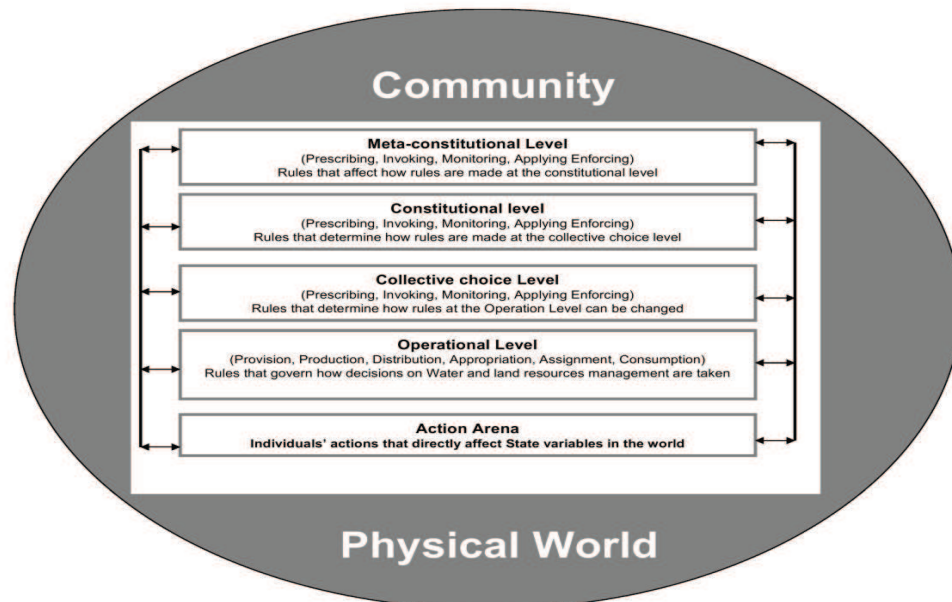 Community
Meta-constitutional Level
(Prescribing, Invoking, Monitoring, Applying Enforcing)
Rules that affect how rules are made at the constitutional level
Constitutional level
(Prescribing, Invoking, Monitoring, Applying Enforcing)
Rules that determine how rules are made at the collective choice level
Collective choice Level
(Prescribing, Invoking, Monitoring, Applying Enforcing)
Rules that determine how rules at the Operation Level can be changed
Operational Level
(Provision, Production, Distribution, Appropriation, Assignment, Consumption)
Rules that govern how decisions on Water and land resources management are taken
Action Arena
Individuals' actions that directly affect State variables in the world
Physical World